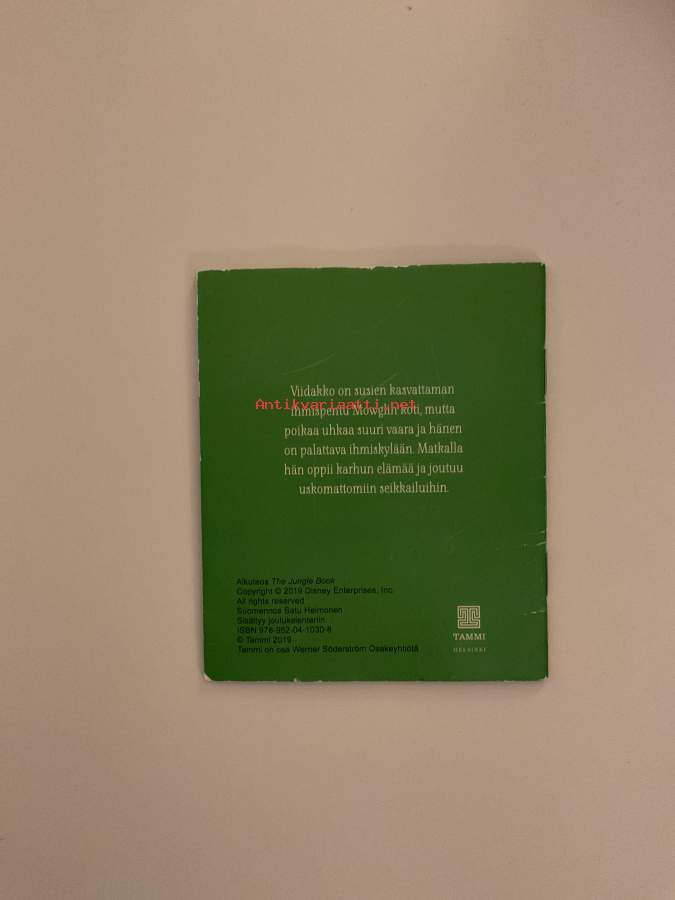 Viidakko on susien kasvattaman
Antikvariaatti.net
ihmispentu Mowglin koti, mutta
poikaa uhkaa suuri vaara ja hänen
on palattava ihmiskylään. Matkalla
hän oppii karhun elämää ja joutuu
uskomattomiin seikkailuihin.
Alkuteos The Jungle Book
Copyright © 2019 Disney Enterprises, Inc.
All rights reserved
Suomennos Satu Heimonen
Sisältyy joulukalenteriin
ISBN 978-952-04-1030-8
© Tammi 2019
Tammi on osa Werner Söderström Osakeyhtiötä
TAMMI
HELSINKI